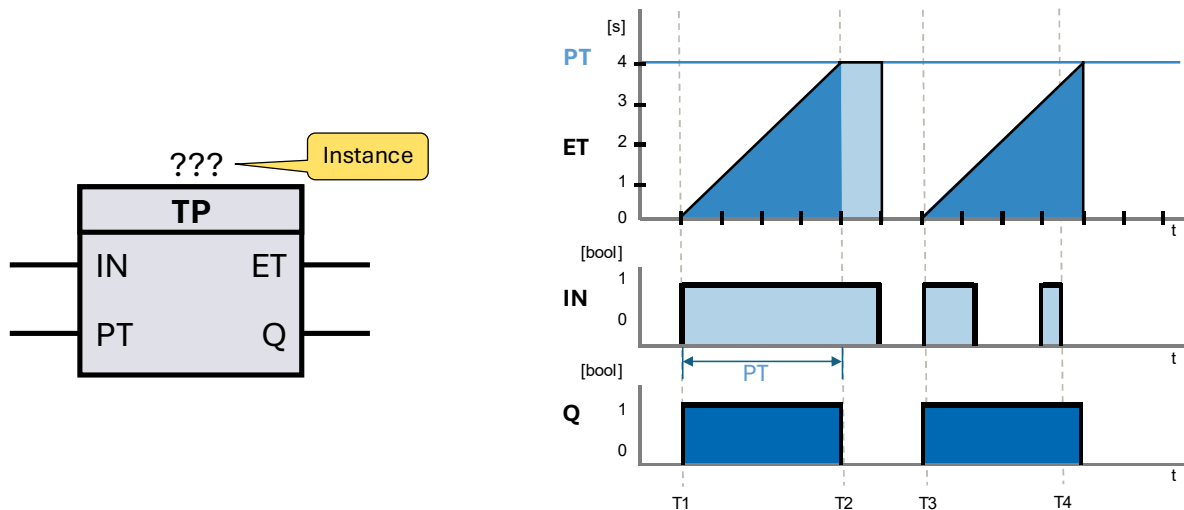 ???
Instance
TP
IN
ET
PT
Q
[s]
PT
4
3
2
ET
1
0
t
[bool]
1
IN
0
t
PT
[bool]
1
Q
0
t
T1
T2
T3
T4